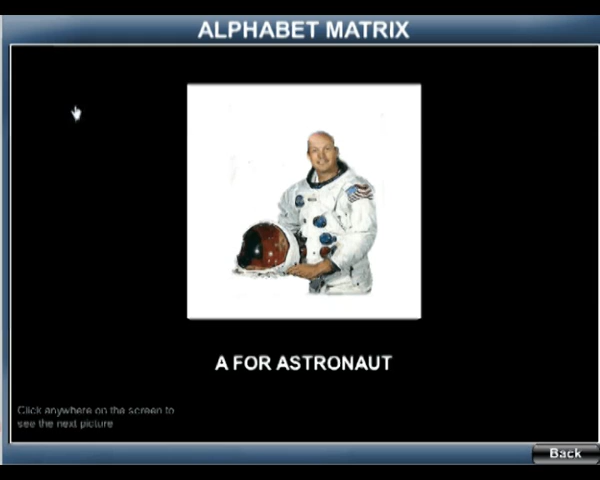 ALPHABET MATRIX
A FOR ASTRONAUT
Click anywhere on the screen to
see the next picture
Back